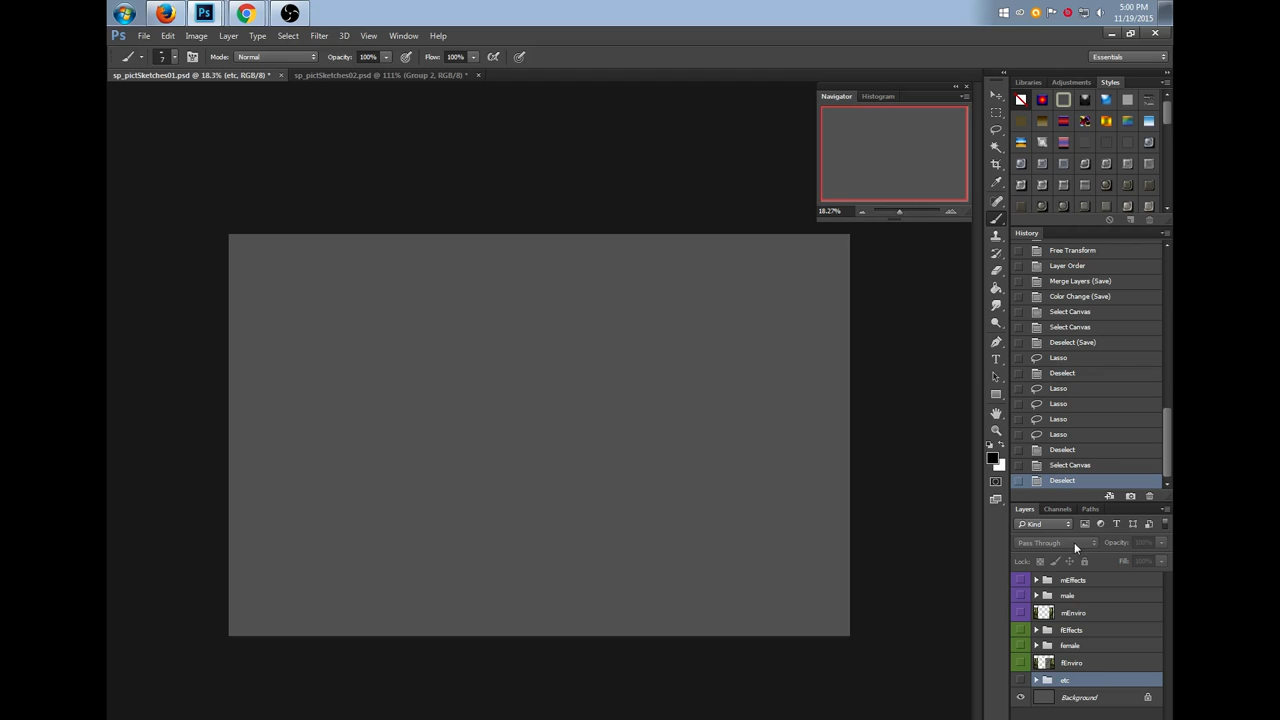 5:00 PM
11/19/2015
Ps File Edit Image Layer Type Select Filter 3D View Window Help
7 Mode: Normal Opacity: 100% Flow: 100% Essentials
sp_pictSketches01.psd @ 18.3% (etc, RGB/8) * × sp_pictSketches02.psd @ 111% (Group 2, RGB/8) * ×
Libraries Adjustments Styles
Navigator Histogram
18.27%
History
Free Transform
Layer Order
Merge Layers (Save)
Color Change (Save)
Select Canvas
Select Canvas
Deselect (Save)
Lasso
Deselect
Lasso
Lasso
Lasso
Lasso
Deselect
Select Canvas
Deselect
Layers Channels Paths
Kind
Pass Through Opacity: 100%
Lock: Fill: 100%
mEffects
male
mEnviro
fEffects
female
fEnviro
etc
Background